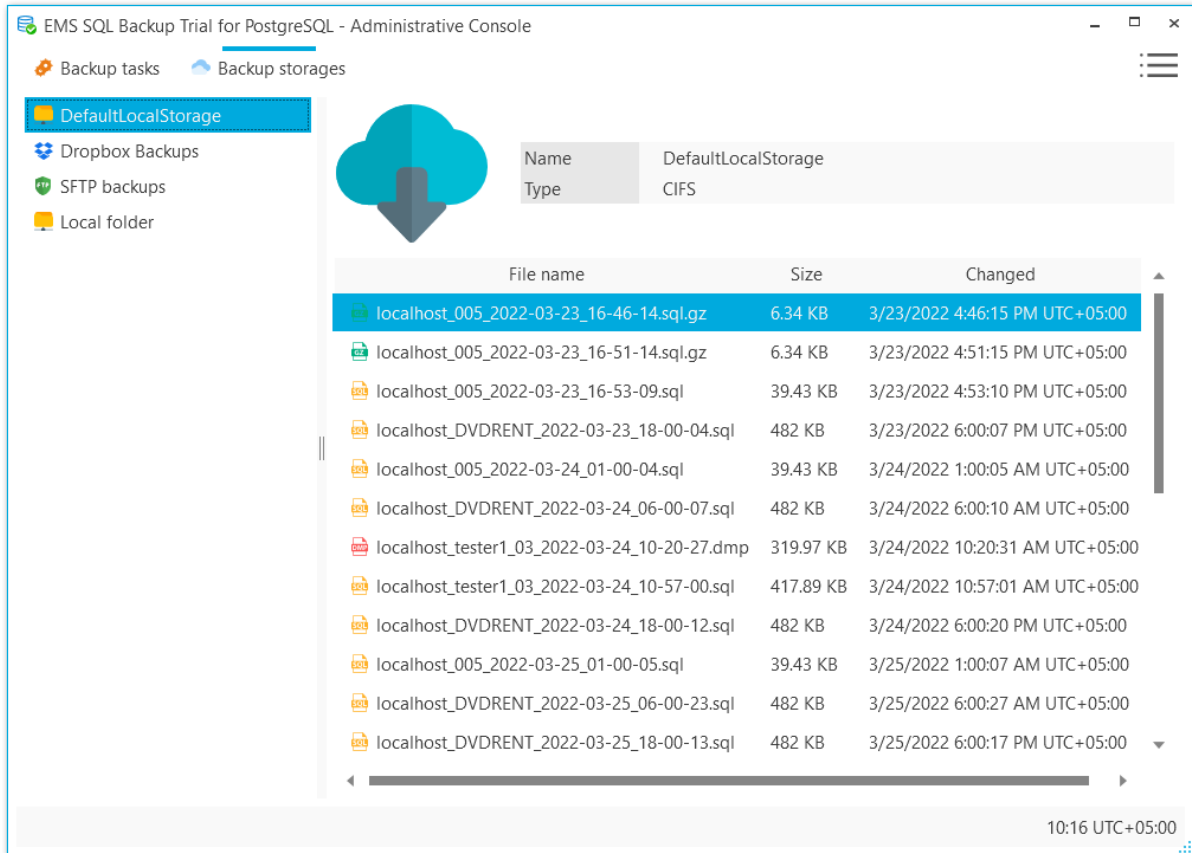 EMS SQL Backup Trial for PostgreSQL - Administrative Console
Backup tasks Backup storages
DefaultLocalStorage
Dropbox Backups
SFTP backups
Local folder
Name DefaultLocalStorage
Type CIFS
File name Size Changed
localhost_005_2022-03-23_16-46-14.sql.gz 6.34 KB 3/23/2022 4:46:15 PM UTC+05:00
localhost_005_2022-03-23_16-51-14.sql.gz 6.34 KB 3/23/2022 4:51:15 PM UTC+05:00
localhost_005_2022-03-23_16-53-09.sql 39.43 KB 3/23/2022 4:53:10 PM UTC+05:00
localhost_DVDRENT_2022-03-23_18-00-04.sql 482 KB 3/23/2022 6:00:07 PM UTC+05:00
localhost_005_2022-03-24_01-00-04.sql 39.43 KB 3/24/2022 1:00:05 AM UTC+05:00
localhost_DVDRENT_2022-03-24_06-00-07.sql 482 KB 3/24/2022 6:00:10 AM UTC+05:00
localhost_tester1_03_2022-03-24_10-20-27.dmp 319.97 KB 3/24/2022 10:20:31 AM UTC+05:00
localhost_tester1_03_2022-03-24_10-57-00.sql 417.89 KB 3/24/2022 10:57:01 AM UTC+05:00
localhost_DVDRENT_2022-03-24_18-00-12.sql 482 KB 3/24/2022 6:00:20 PM UTC+05:00
localhost_005_2022-03-25_01-00-05.sql 39.43 KB 3/25/2022 1:00:07 AM UTC+05:00
localhost_DVDRENT_2022-03-25_06-00-23.sql 482 KB 3/25/2022 6:00:27 AM UTC+05:00
localhost_DVDRENT_2022-03-25_18-00-13.sql 482 KB 3/25/2022 6:00:17 PM UTC+05:00
10:16 UTC+05:00